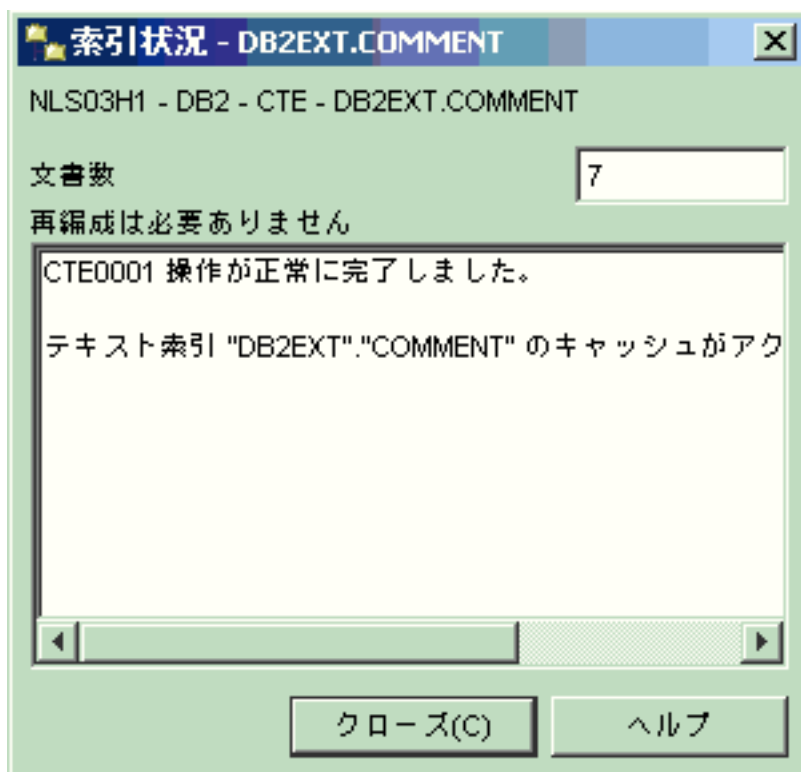 索引状況 - DB2EXT.COMMENT
NLS03H1 - DB2 - CTE - DB2EXT.COMMENT
文書数 7
再編成は必要ありません
CTE0001 操作が正常に完了しました。
テキスト索引 "DB2EXT"."COMMENT" のキャッシュがアク
クローズ(C) ヘルプ